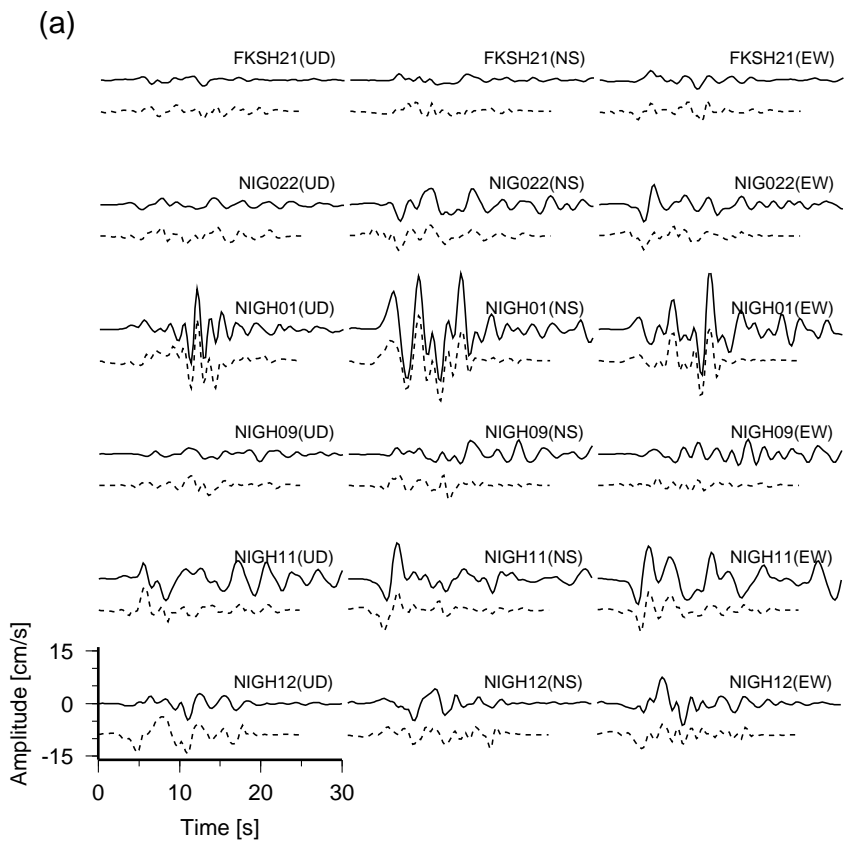 (a)
FKSH21(UD)
FKSH21(NS)
FKSH21(EW)
NIG022(UD)
NIG022(NS)
NIG022(EW)
NIGH01(UD)
NIGH01(NS)
NIGH01(EW)
NIGH09(UD)
NIGH09(NS)
NIGH09(EW)
NIGH11(UD)
NIGH11(NS)
NIGH11(EW)
NIGH12(UD)
NIGH12(NS)
NIGH12(EW)
Amplitude [cm/s]
15
0
-15
0 10 20 30
Time [s]